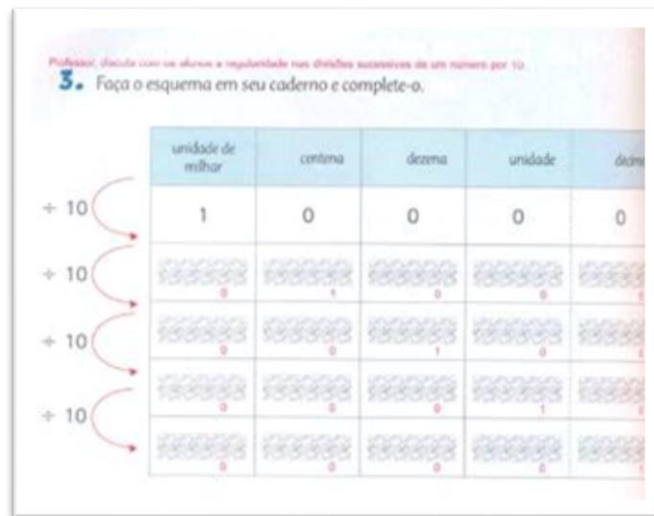 Professor, discuta com os alunos a regularidade nas divisões sucessivas de um número por 10.
3. Faça o esquema em seu caderno e complete-o.
unidade de milhar centena dezena unidade décim
÷ 10
1 0 0 0 0
÷ 10
0 1 0 0
÷ 10
0 0 1 0
÷ 10
0 0 0 1
0 0 0 0